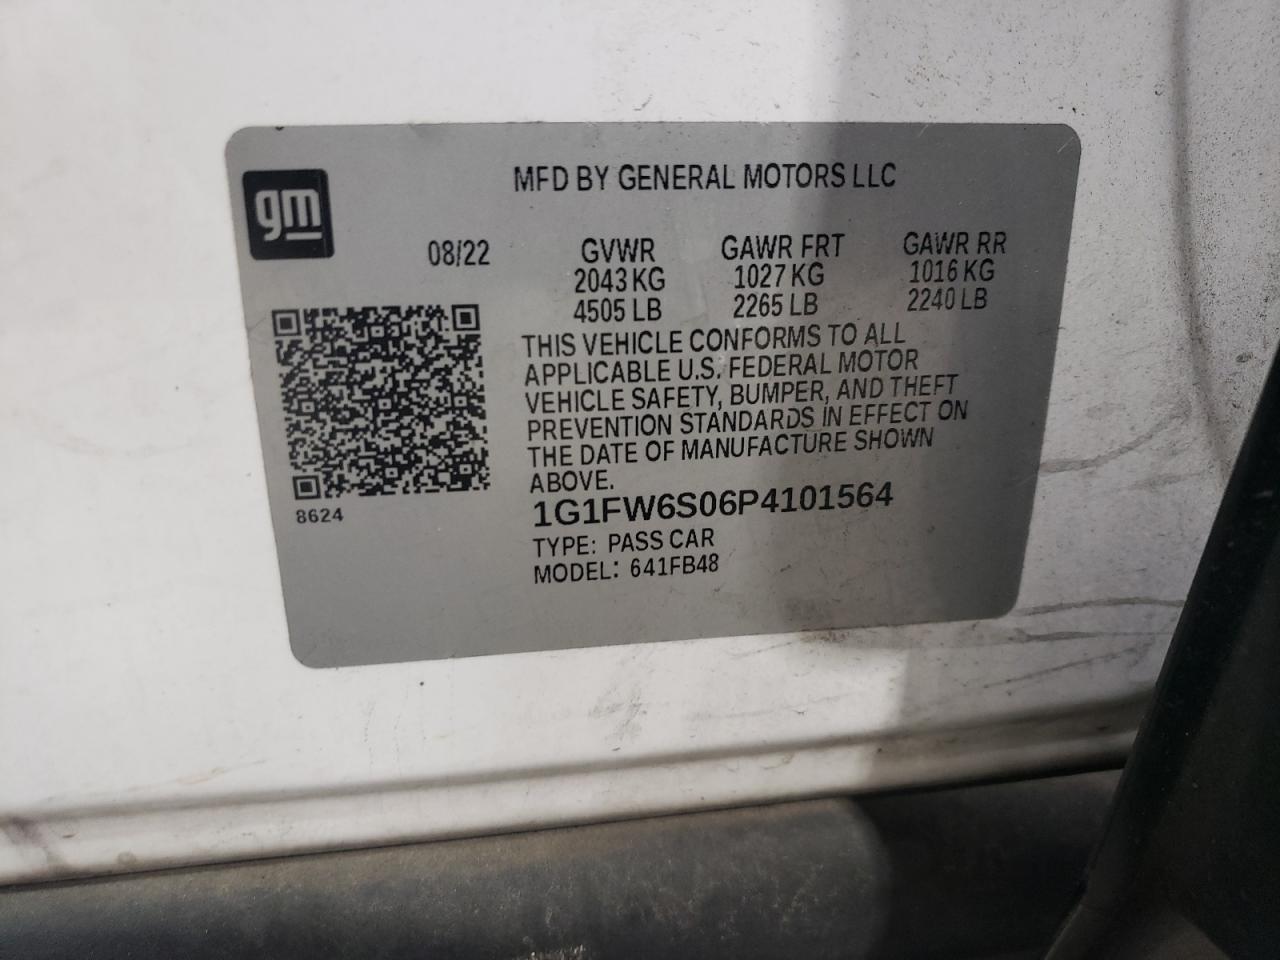 gm
MFD BY GENERAL MOTORS LLC
08/22 GVWR GAWR FRT GAWR RR
2043 KG 1027 KG 1016 KG
4505 LB 2265 LB 2240 LB
THIS VEHICLE CONFORMS TO ALL
APPLICABLE U.S. FEDERAL MOTOR
VEHICLE SAFETY, BUMPER, AND THEFT
PREVENTION STANDARDS IN EFFECT ON
THE DATE OF MANUFACTURE SHOWN
ABOVE.
8624
1G1FW6S06P4101564
TYPE: PASS CAR
MODEL: 641FB48